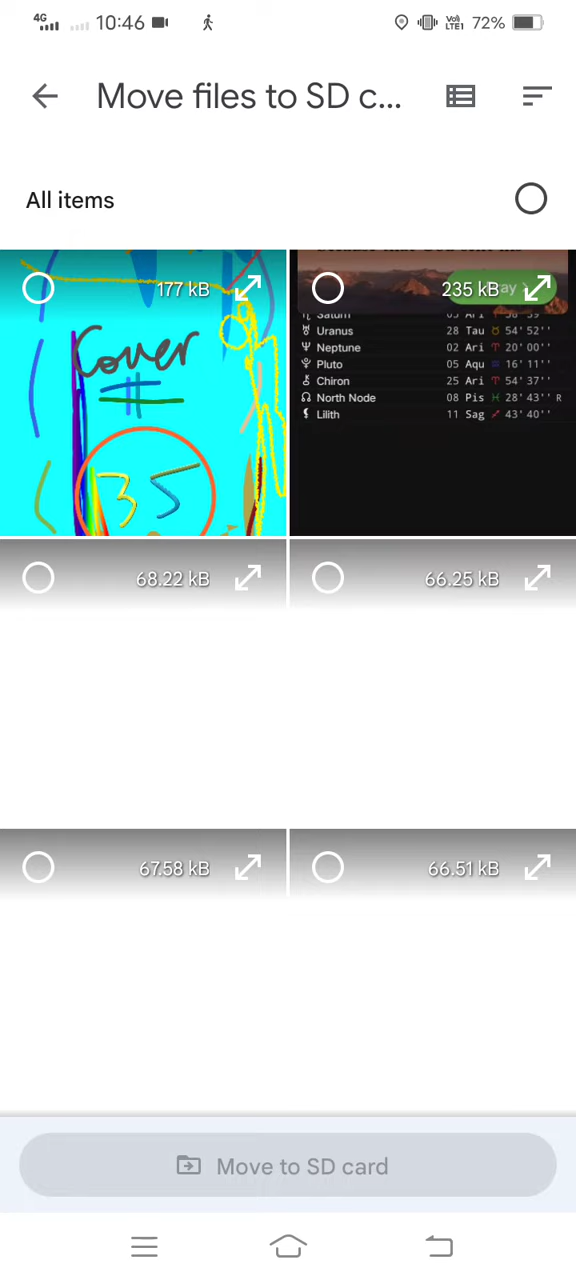 4G 10:46 VoⱠ LTE1 72%
Move files to SD c...
All items
177 kB
235 kB
Cover
35
Saturn
Uranus 28 Tau ♉ 54'52''
Neptune 02 Ari ♈ 20'00''
Pluto 05 Aqu ♒ 16'11''
Chiron 25 Ari ♈ 54'37''
North Node 08 Pis ♓ 28'43'' R
Lilith 11 Sag ♐ 43'40''
68.22 kB
66.25 kB
67.58 kB
66.51 kB
Move to SD card